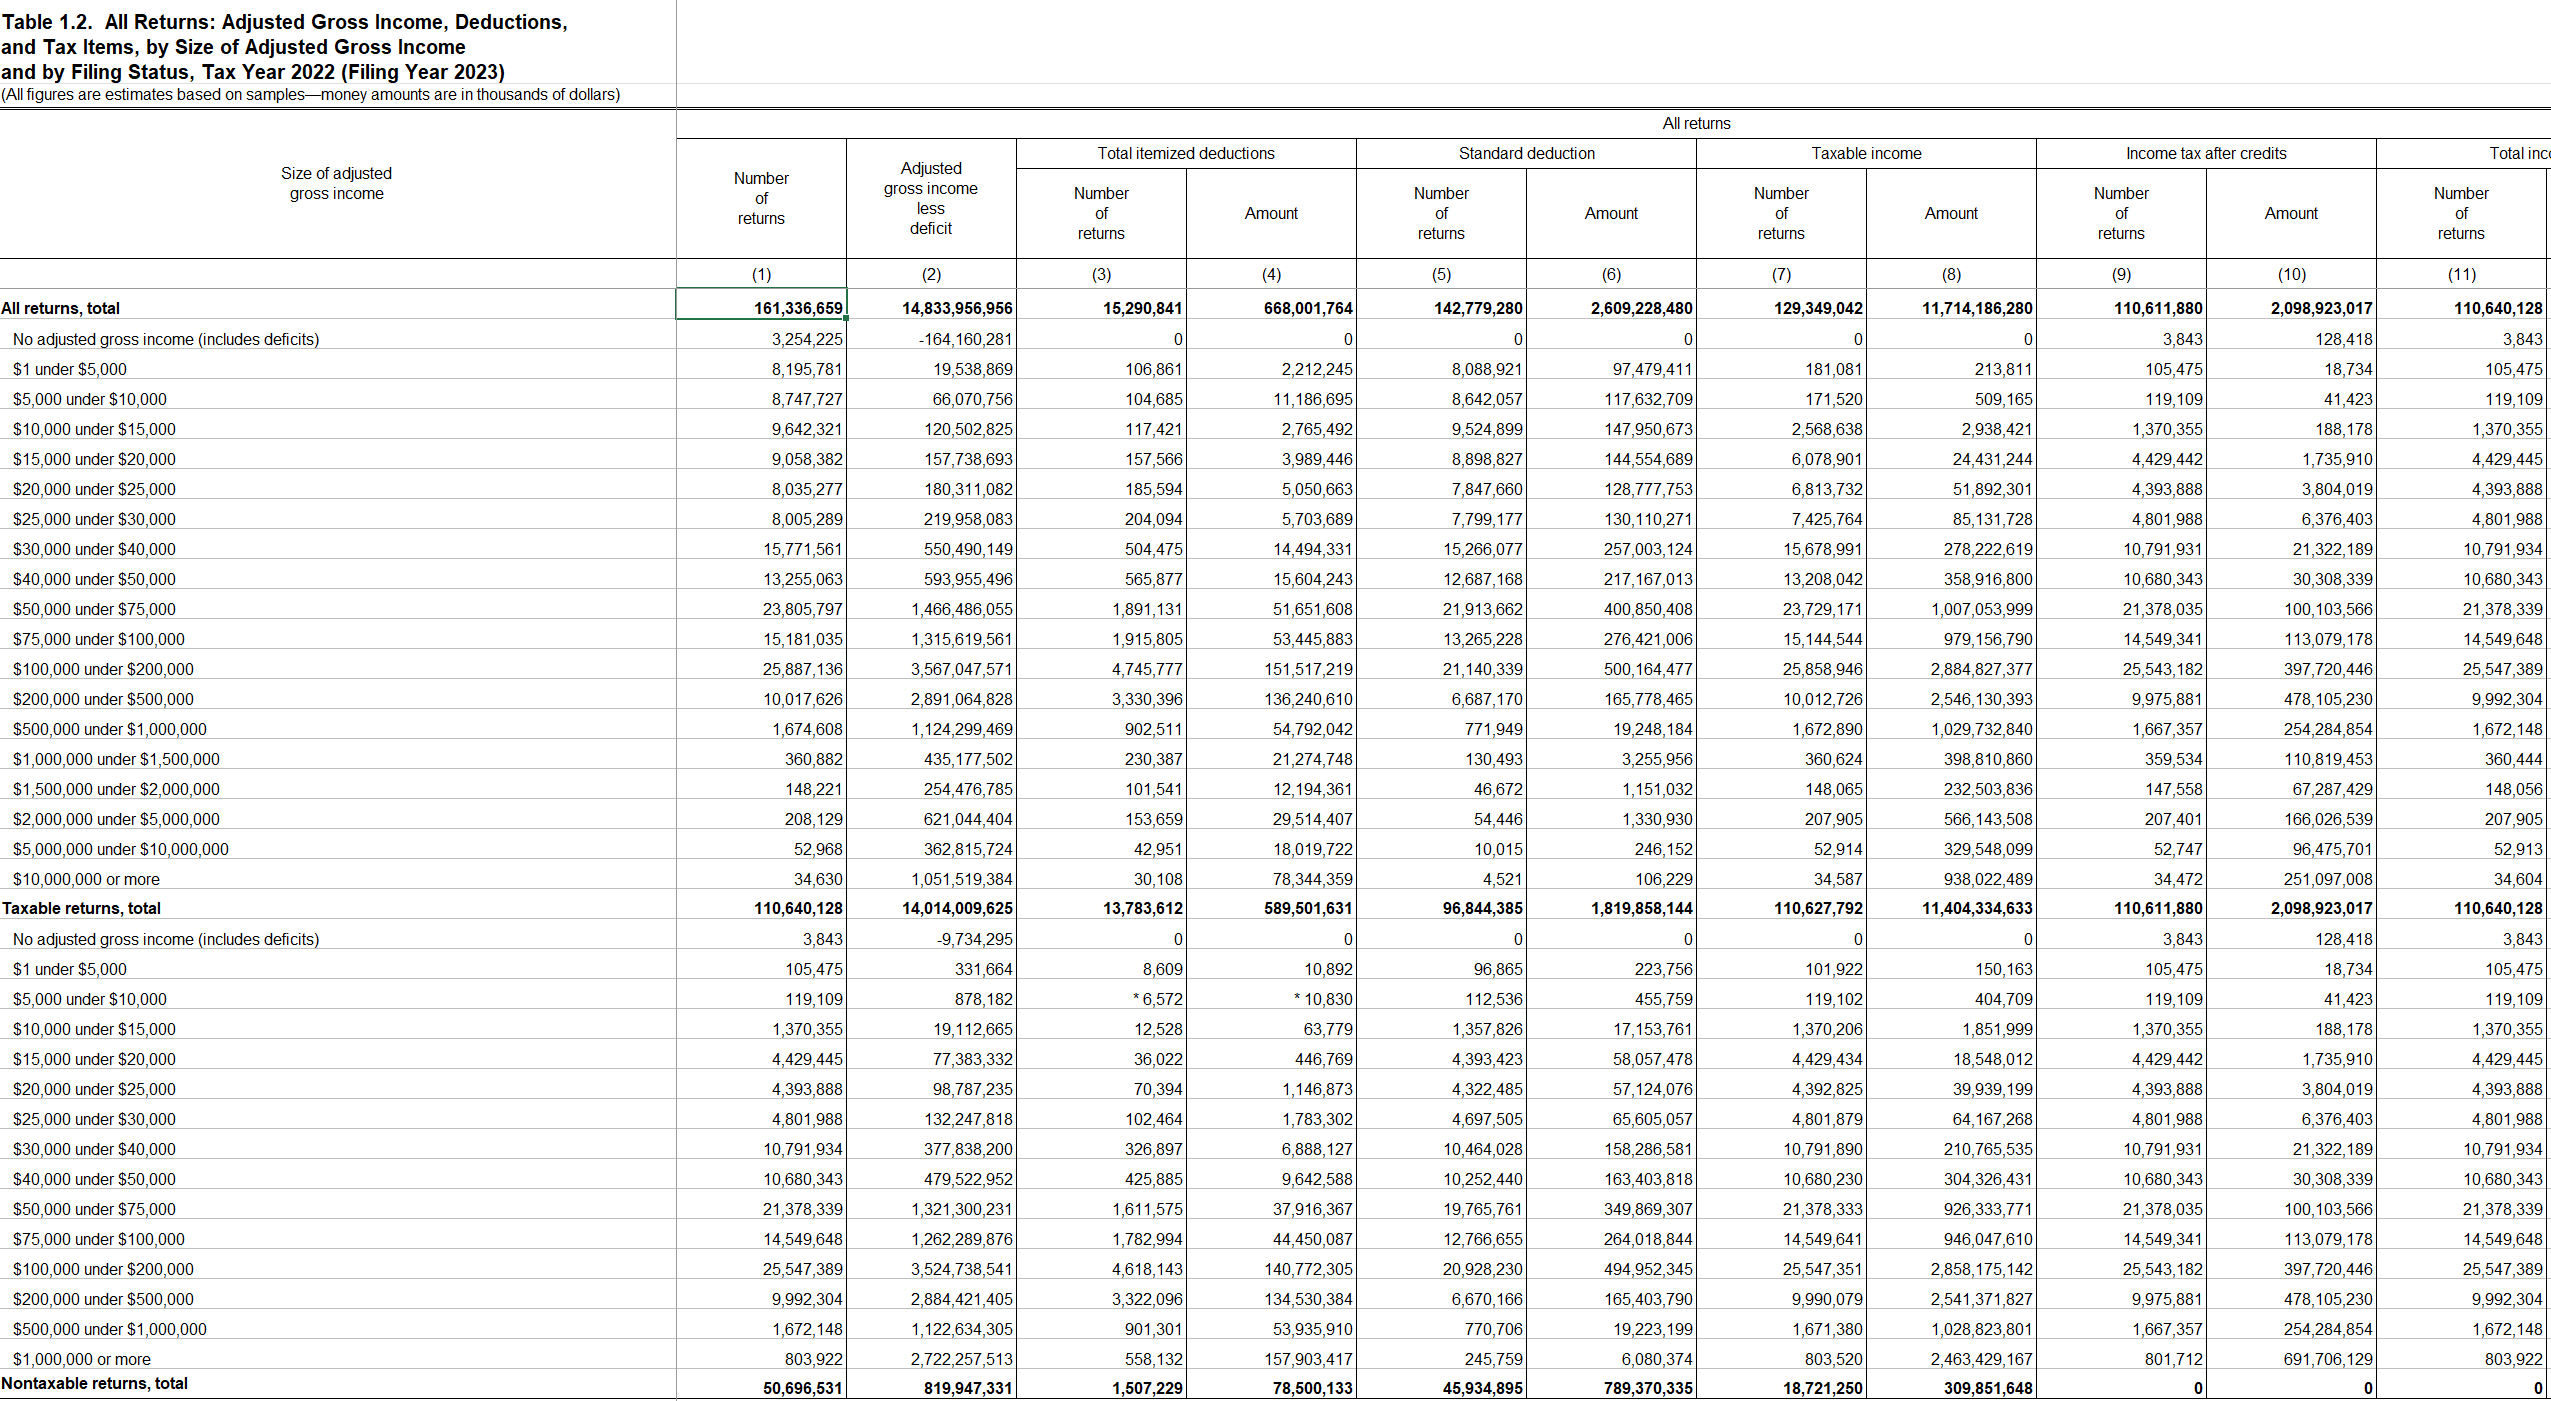 Table 1.2.  All Returns: Adjusted Gross Income, Deductions,
and Tax Items, by Size of Adjusted Gross Income
and by Filing Status, Tax Year 2022 (Filing Year 2023)
(All figures are estimates based on samples—money amounts are in thousands of dollars)
All returns
Size of adjusted
gross income
Number
of
returns
Adjusted
gross income
less
deficit
Total itemized deductions
Standard deduction
Taxable income
Income tax after credits
Total inc
Number
of
returns
Amount
Number
of
returns
Amount
Number
of
returns
Amount
Number
of
returns
Amount
Number
of
returns
(1) (2) (3) (4) (5) (6) (7) (8) (9) (10) (11)
All returns, total 161,336,659 14,833,956,956 15,290,841 668,001,764 142,779,280 2,609,228,480 129,349,042 11,714,186,280 110,611,880 2,098,923,017 110,640,128
No adjusted gross income (includes deficits) 3,254,225 -164,160,281 0 0 0 0 0 0 3,843 128,418 3,843
$1 under $5,000 8,195,781 19,538,869 106,861 2,212,245 8,088,921 97,479,411 181,081 213,811 105,475 18,734 105,475
$5,000 under $10,000 8,747,727 66,070,756 104,685 11,186,695 8,642,057 117,632,709 171,520 509,165 119,109 41,423 119,109
$10,000 under $15,000 9,642,321 120,502,825 117,421 2,765,492 9,524,899 147,950,673 2,568,638 2,938,421 1,370,355 188,178 1,370,355
$15,000 under $20,000 9,058,382 157,738,693 157,566 3,989,446 8,898,827 144,554,689 6,078,901 24,431,244 4,429,442 1,735,910 4,429,445
$20,000 under $25,000 8,035,277 180,311,082 185,594 5,050,663 7,847,660 128,777,753 6,813,732 51,892,301 4,393,888 3,804,019 4,393,888
$25,000 under $30,000 8,005,289 219,958,083 204,094 5,703,689 7,799,177 130,110,271 7,425,764 85,131,728 4,801,988 6,376,403 4,801,988
$30,000 under $40,000 15,771,561 550,490,149 504,475 14,494,331 15,266,077 257,003,124 15,678,991 278,222,619 10,791,931 21,322,189 10,791,934
$40,000 under $50,000 13,255,063 593,955,496 565,877 15,604,243 12,687,168 217,167,013 13,208,042 358,916,800 10,680,343 30,308,339 10,680,343
$50,000 under $75,000 23,805,797 1,466,486,055 1,891,131 51,651,608 21,913,662 400,850,408 23,729,171 1,007,053,999 21,378,035 100,103,566 21,378,339
$75,000 under $100,000 15,181,035 1,315,619,561 1,915,805 53,445,883 13,265,228 276,421,006 15,144,544 979,156,790 14,549,341 113,079,178 14,549,648
$100,000 under $200,000 25,887,136 3,567,047,571 4,745,777 151,517,219 21,140,339 500,164,477 25,858,946 2,884,827,377 25,543,182 397,720,446 25,547,389
$200,000 under $500,000 10,017,626 2,891,064,828 3,330,396 136,240,610 6,687,170 165,778,465 10,012,726 2,546,130,393 9,975,881 478,105,230 9,992,304
$500,000 under $1,000,000 1,674,608 1,124,299,469 902,511 54,792,042 771,949 19,248,184 1,672,890 1,029,732,840 1,667,357 254,284,854 1,672,148
$1,000,000 under $1,500,000 360,882 435,177,502 230,387 21,274,748 130,493 3,255,956 360,624 398,810,860 359,534 110,819,453 360,444
$1,500,000 under $2,000,000 148,221 254,476,785 101,541 12,194,361 46,672 1,151,032 148,065 232,503,836 147,558 67,287,429 148,056
$2,000,000 under $5,000,000 208,129 621,044,404 153,659 29,514,407 54,446 1,330,930 207,905 566,143,508 207,401 166,026,539 207,905
$5,000,000 under $10,000,000 52,968 362,815,724 42,951 18,019,722 10,015 246,152 52,914 329,548,099 52,747 96,475,701 52,913
$10,000,000 or more 34,630 1,051,519,384 30,108 78,344,359 4,521 106,229 34,587 938,022,489 34,472 251,097,008 34,604
Taxable returns, total 110,640,128 14,014,009,625 13,783,612 589,501,631 96,844,385 1,819,858,144 110,627,792 11,404,334,633 110,611,880 2,098,923,017 110,640,128
No adjusted gross income (includes deficits) 3,843 -9,734,295 0 0 0 0 0 0 3,843 128,418 3,843
$1 under $5,000 105,475 331,664 8,609 10,892 96,865 223,756 101,922 150,163 105,475 18,734 105,475
$5,000 under $10,000 119,109 878,182 * 6,572 * 10,830 112,536 455,759 119,102 404,709 119,109 41,423 119,109
$10,000 under $15,000 1,370,355 19,112,665 12,528 63,779 1,357,826 17,153,761 1,370,206 1,851,999 1,370,355 188,178 1,370,355
$15,000 under $20,000 4,429,445 77,383,332 36,022 446,769 4,393,423 58,057,478 4,429,434 18,548,012 4,429,442 1,735,910 4,429,445
$20,000 under $25,000 4,393,888 98,787,235 70,394 1,146,873 4,322,485 57,124,076 4,392,825 39,939,199 4,393,888 3,804,019 4,393,888
$25,000 under $30,000 4,801,988 132,247,818 102,464 1,783,302 4,697,505 65,605,057 4,801,879 64,167,268 4,801,988 6,376,403 4,801,988
$30,000 under $40,000 10,791,934 377,838,200 326,897 6,888,127 10,464,028 158,286,581 10,791,890 210,765,535 10,791,931 21,322,189 10,791,934
$40,000 under $50,000 10,680,343 479,522,952 425,885 9,642,588 10,252,440 163,403,818 10,680,230 304,326,431 10,680,343 30,308,339 10,680,343
$50,000 under $75,000 21,378,339 1,321,300,231 1,611,575 37,916,367 19,765,761 349,869,307 21,378,333 926,333,771 21,378,035 100,103,566 21,378,339
$75,000 under $100,000 14,549,648 1,262,289,876 1,782,994 44,450,087 12,766,655 264,018,844 14,549,641 946,047,610 14,549,341 113,079,178 14,549,648
$100,000 under $200,000 25,547,389 3,524,738,541 4,618,143 140,772,305 20,928,230 494,952,345 25,547,351 2,858,175,142 25,543,182 397,720,446 25,547,389
$200,000 under $500,000 9,992,304 2,884,421,405 3,322,096 134,530,384 6,670,166 165,403,790 9,990,079 2,541,371,827 9,975,881 478,105,230 9,992,304
$500,000 under $1,000,000 1,672,148 1,122,634,305 901,301 53,935,910 770,706 19,223,199 1,671,380 1,028,823,801 1,667,357 254,284,854 1,672,148
$1,000,000 or more 803,922 2,722,257,513 558,132 157,903,417 245,759 6,080,374 803,520 2,463,429,167 801,712 691,706,129 803,922
Nontaxable returns, total 50,696,531 819,947,331 1,507,229 78,500,133 45,934,895 789,370,335 18,721,250 309,851,648 0 0 0